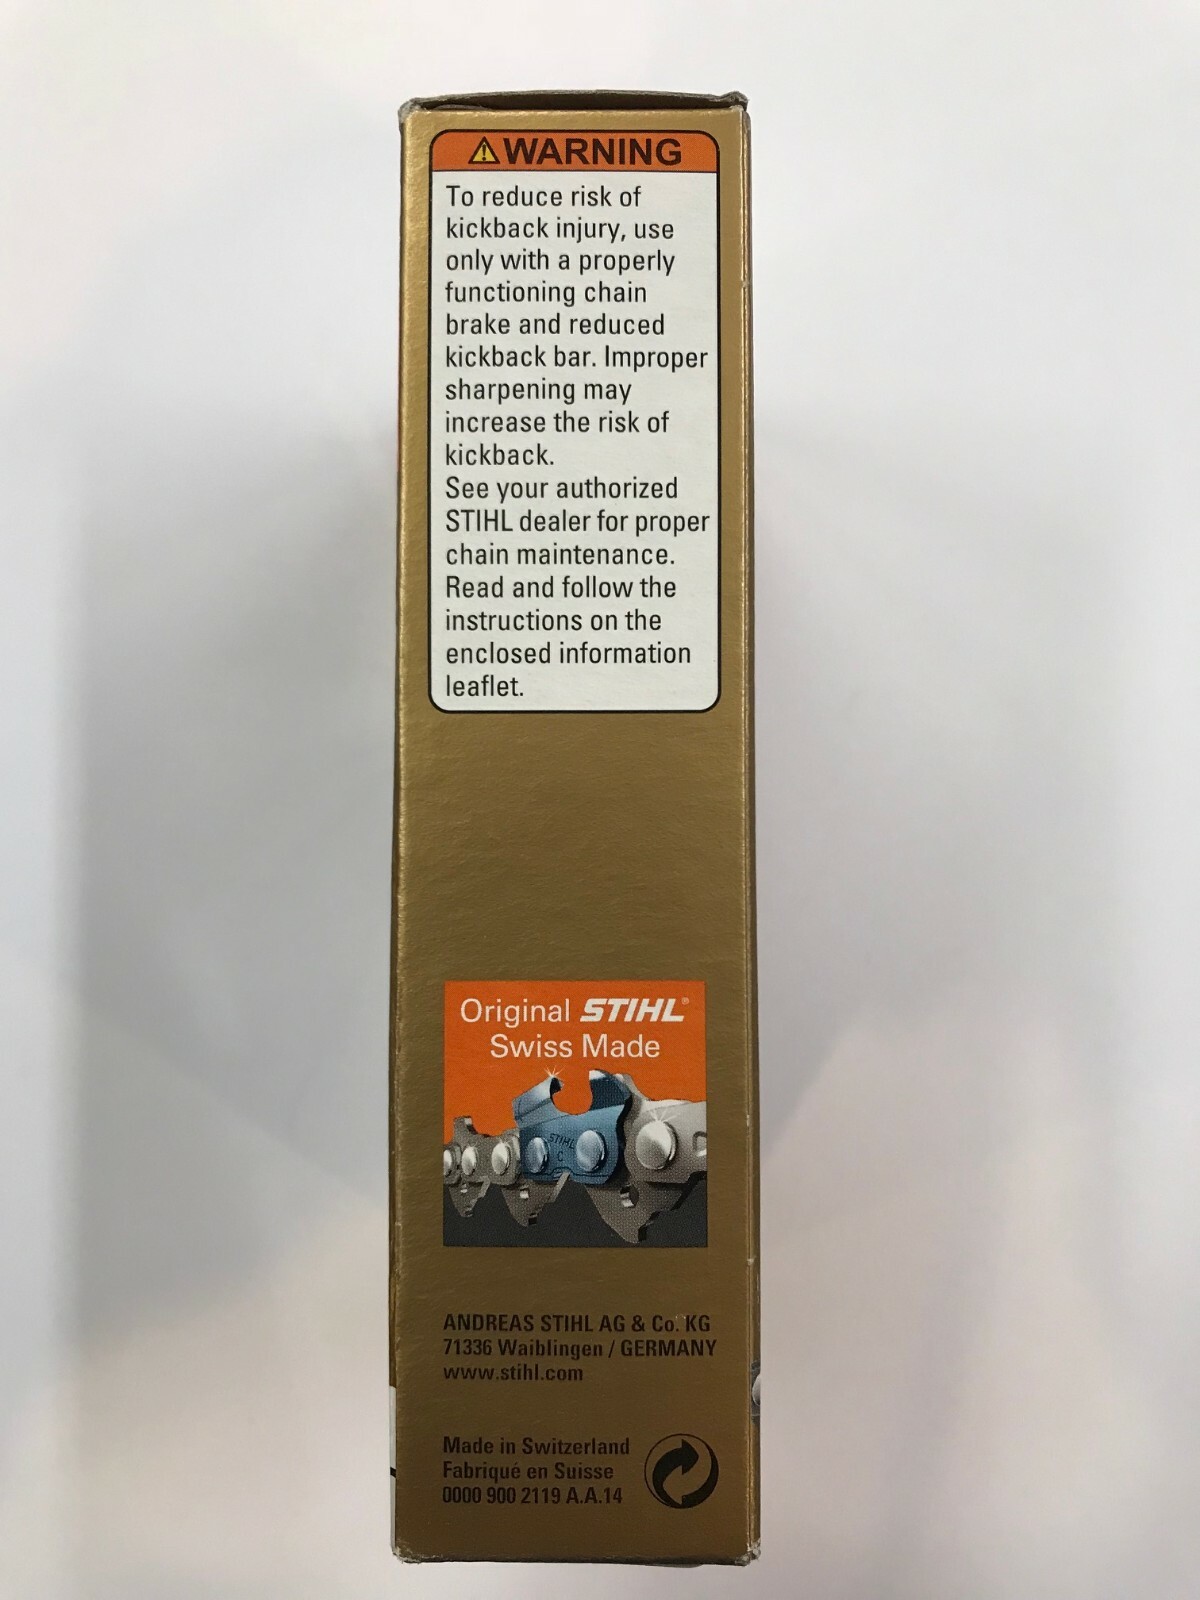 WARNING
To reduce risk of
kickback injury, use
only with a properly
functioning chain
brake and reduced
kickback bar. Improper
sharpening may
increase the risk of
kickback.
See your authorized
STIHL dealer for proper
chain maintenance.
Read and follow the
instructions on the
enclosed information
leaflet.
Original STIHL®
Swiss Made
STIHL
C
ANDREAS STIHL AG & Co. KG
71336 Waiblingen / GERMANY
www.stihl.com
Made in Switzerland
Fabriqué en Suisse
0000 900 2119 A.A.14